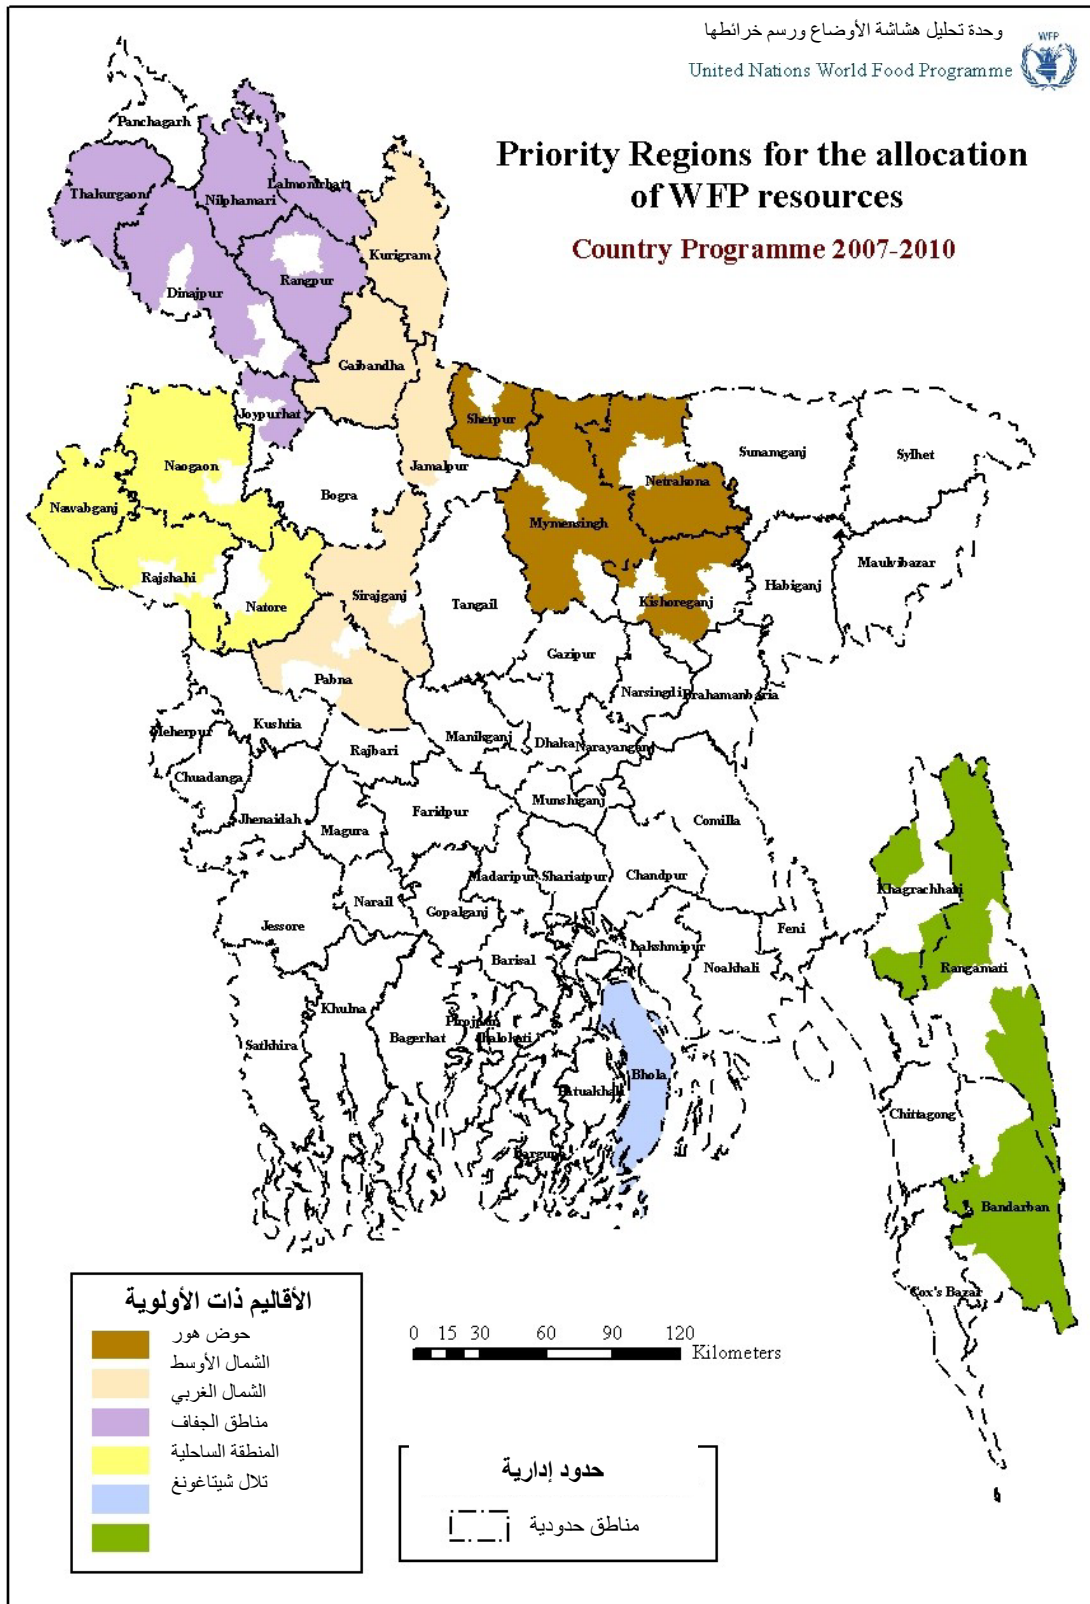 وحدة تحليل هشاشة الأوضاع ورسم خرائطها
WFP
United Nations World Food Programme
Priority Regions for the allocation
of WFP resources
Country Programme 2007-2010
Panchagarh
Thakurgaon
Nilphamari
Lalmonirhat
Kurigram
Rangpur
Dinajpur
Gaibandha
Joypurhat
Sherpur
Jamalpur
Naogaon
Bogra
Nawabganj
Mymensingh
Netrakona
Sunamganj
Sylhet
Rajshahi
Natore
Sirajganj
Tangail
Kishoreganj
Habiganj
Maulvibazar
Pabna
Gazipur
Narsingdi
Brahamanbaria
Meherpur
Kushtia
Rajbari
Manikganj
Dhaka
Narayanganj
Chuadanga
Jhenaidah
Magura
Faridpur
Munshiganj
Comilla
Madaripur
Shariatpur
Chandpur
Khagrachhari
Jessore
Narail
Gopalganj
Barisal
Lakshmipur
Noakhali
Feni
Rangamati
Satkhira
Khulna
Bagerhat
Pirojpur
Jhalokati
Patuakhali
Bhola
Barguna
Chittagong
Bandarban
Cox's Bazar
الأقاليم ذات الأولوية
حوض هور
الشمال الأوسط
الشمال الغربي
مناطق الجفاف
المنطقة الساحلية
تلال شيتاغونغ
0 15 30 60 90 120
Kilometers
حدود إدارية
مناطق حدودية